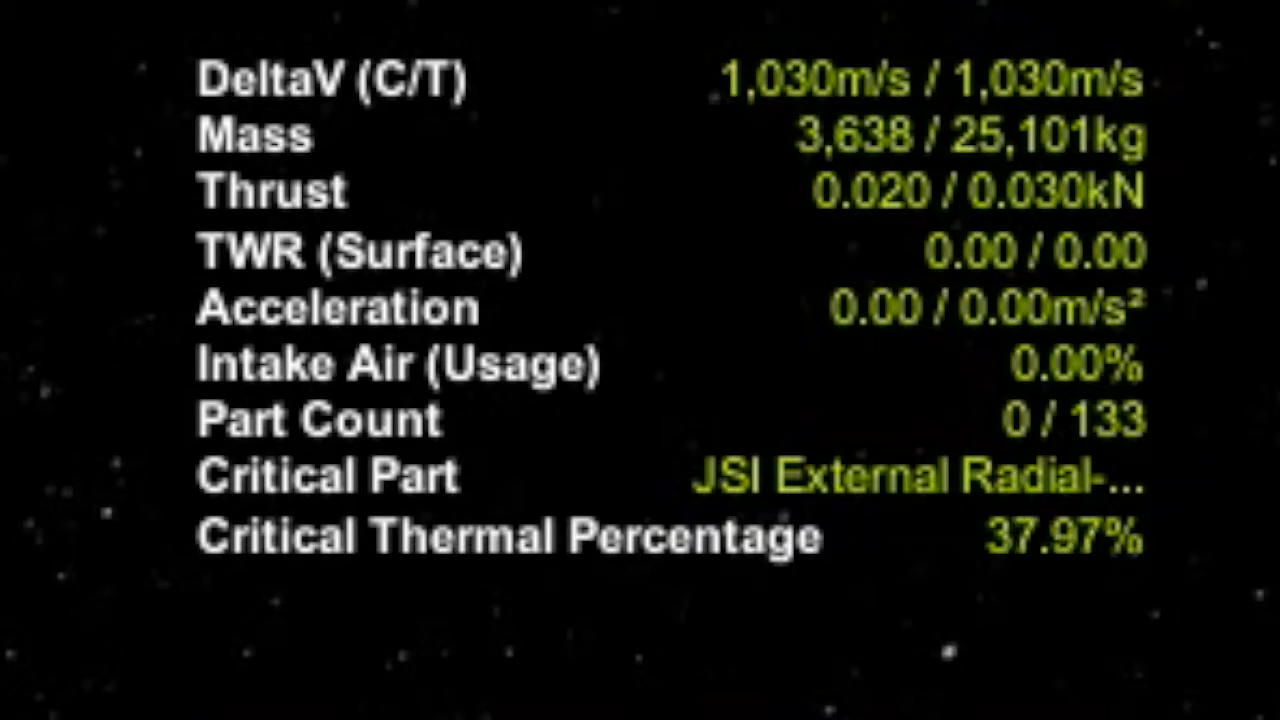 DeltaV (C/T) 1,030m/s / 1,030m/s
Mass 3,638 / 25,101kg
Thrust 0.020 / 0.030kN
TWR (Surface) 0.00 / 0.00
Acceleration 0.00 / 0.00m/s²
Intake Air (Usage) 0.00%
Part Count 0 / 133
Critical Part JSI External Radial-...
Critical Thermal Percentage 37.97%